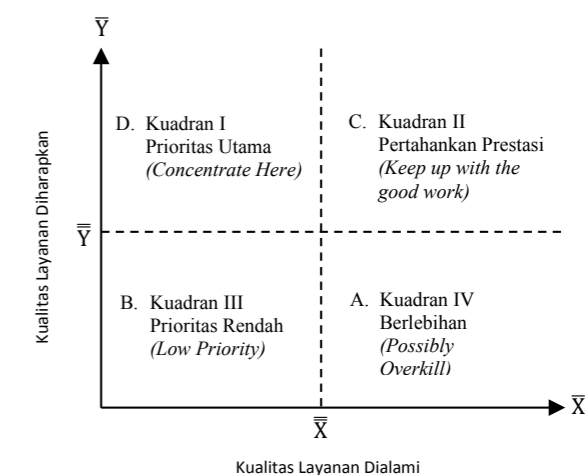 Y̅
D. Kuadran I
Prioritas Utama
(Concentrate Here)
C. Kuadran II
Pertahankan Prestasi
(Keep up with the
good work)
Kualitas Layanan Diharapkan
Y̿
B. Kuadran III
Prioritas Rendah
(Low Priority)
A. Kuadran IV
Berlebihan
(Possibly
Overkill)
X̅
X̿
Kualitas Layanan Dialami